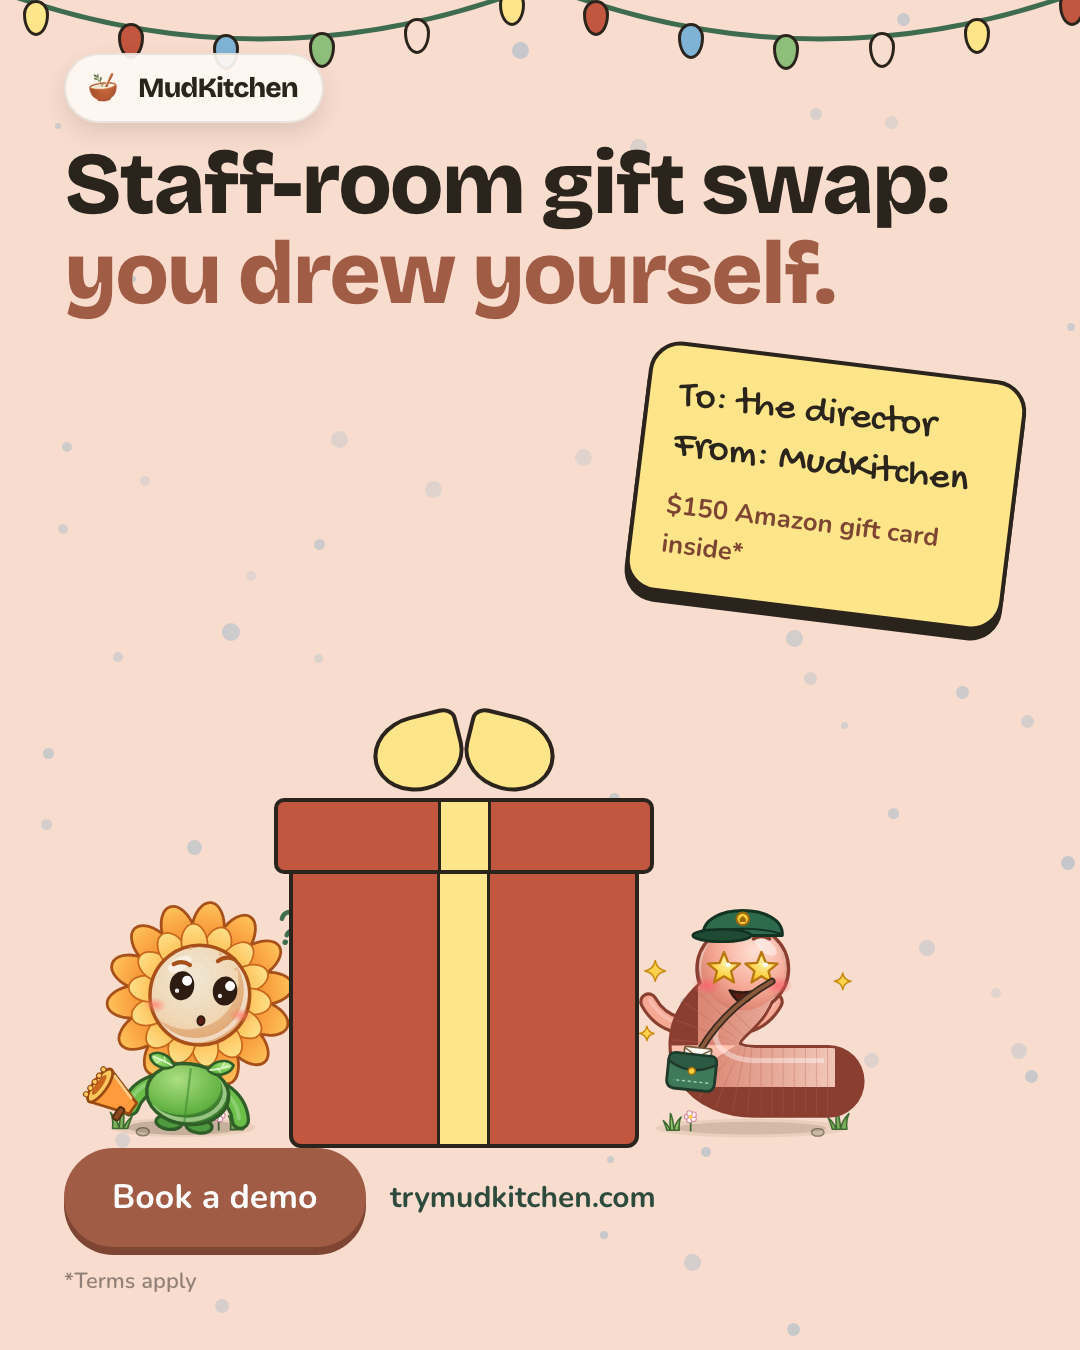 MudKitchen
Staff-room gift swap:
you drew yourself.
To: the director
From: MudKitchen
$150 Amazon gift card
inside*
Book a demo
trymudkitchen.com
*Terms apply